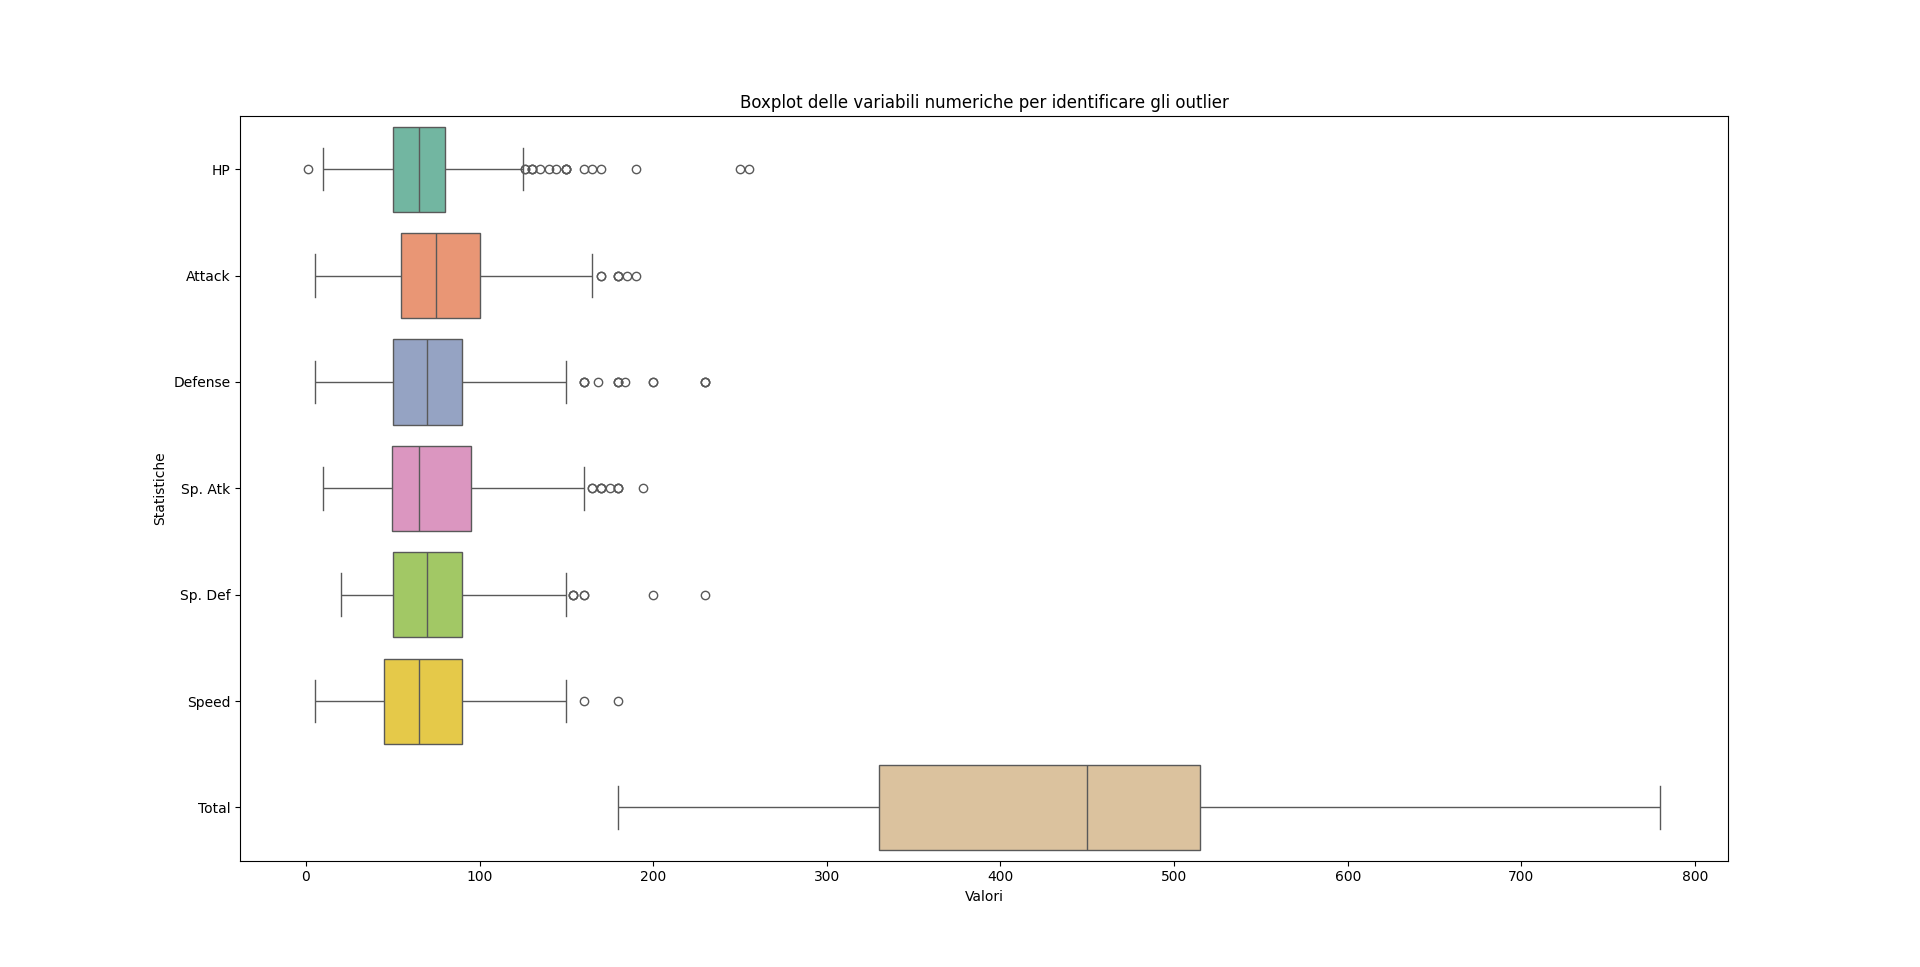 Boxplot delle variabili numeriche per identificare gli outlier
Statistiche
HP
Attack
Defense
Sp. Atk
Sp. Def
Speed
Total
0 100 200 300 400 500 600 700 800
Valori